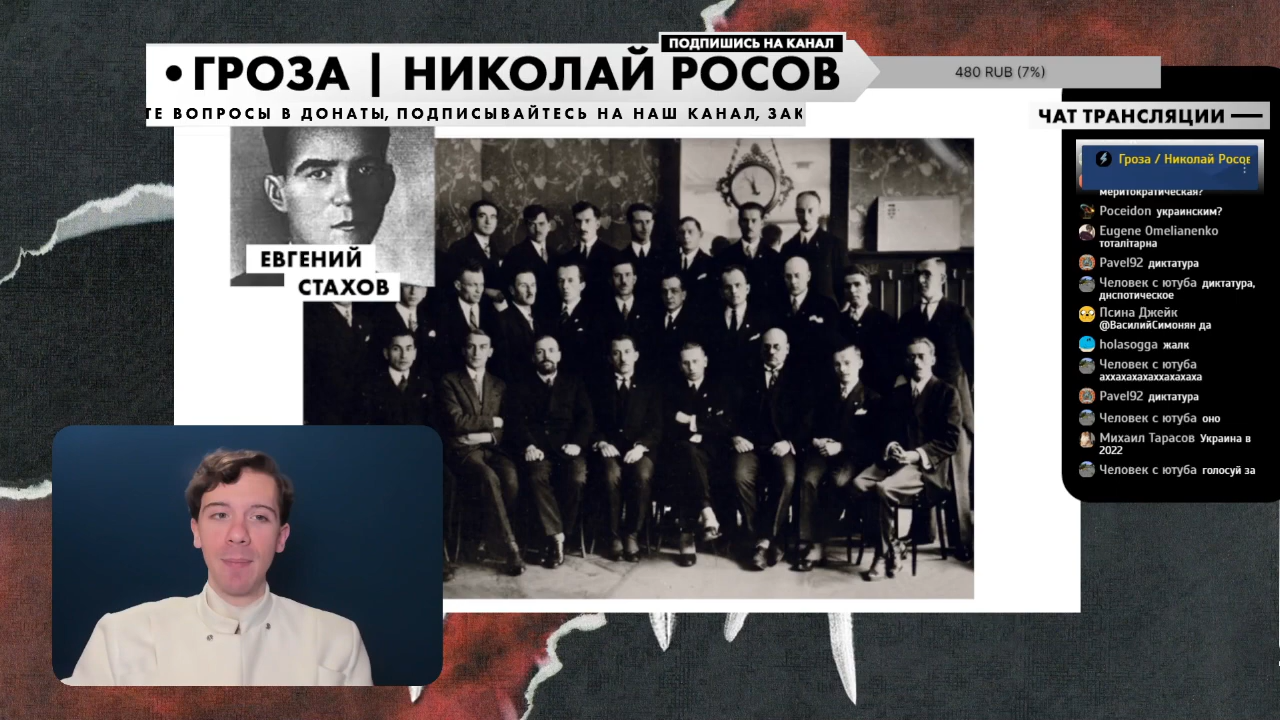 ПОДПИШИСЬ НА КАНАЛ
•ГРОЗА | НИКОЛАЙ РОСОВ
480 RUB (7%)
ТЕ ВОПРОСЫ В ДОНАТЫ, ПОДПИСЫВАЙТЕСЬ НА НАШ КАНАЛ, ЗАК
ЕВГЕНИЙ
СТАХОВ
ЧАТ ТРАНСЛЯЦИИ
Гроза / Николай Росов
меритократическая?
Poceidon украинским?
Eugene Omelianenko
тоталітарна
Pavel92 диктатура
Человек с ютуба диктатура,
днспотическое
Псина Джейк
@ВасилийСимонян да
holasogga жалк
Человек с ютуба
аххахахахаххахахаха
Pavel92 диктатура
Человек с ютуба оно
Михаил Тарасов Украина в
2022
Человек с ютуба голосуй за